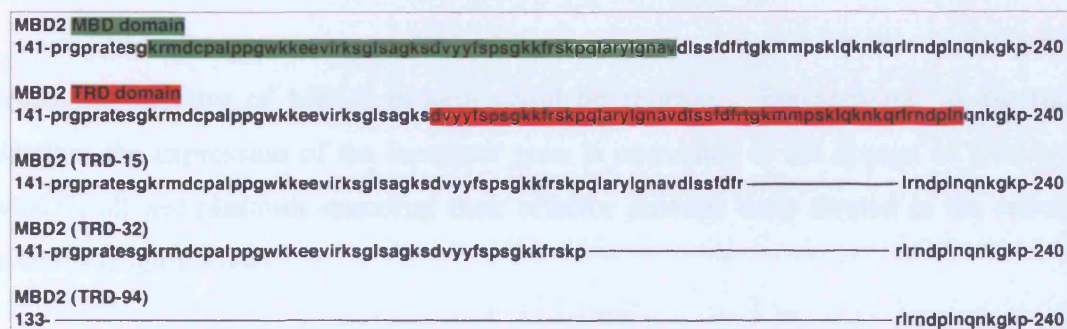 MBD2 MBD domain
141-prgpratesgkrmdcpalppgwkkeevirksglsagksdvyyfspsgkkfrskpqlarylgnavdlssfdfrtgkmmpsklqknkqrlrndplnqnkgkp-240
MBD2 TRD domain
141-prgpratesgkrmdcpalppgwkkeevirksglsagksdvyyfspsgkkfrskpqlarylgnavdlssfdfrtgkmmpsklqknkqrlrndplnqnkgkp-240
MBD2 (TRD-15)
141-prgpratesgkrmdcpalppgwkkeevirksglsagksdvyyfspsgkkfrskpqlarylgnavdlssfdfr lrndplnqnkgkp-240
MBD2 (TRD-32)
141-prgpratesgkrmdcpalppgwkkeevirksglsagksdvyyfspsgkkfrskp rlrndplnqnkgkp-240
MBD2 (TRD-94)
133- rlrndplnqnkgkp-240